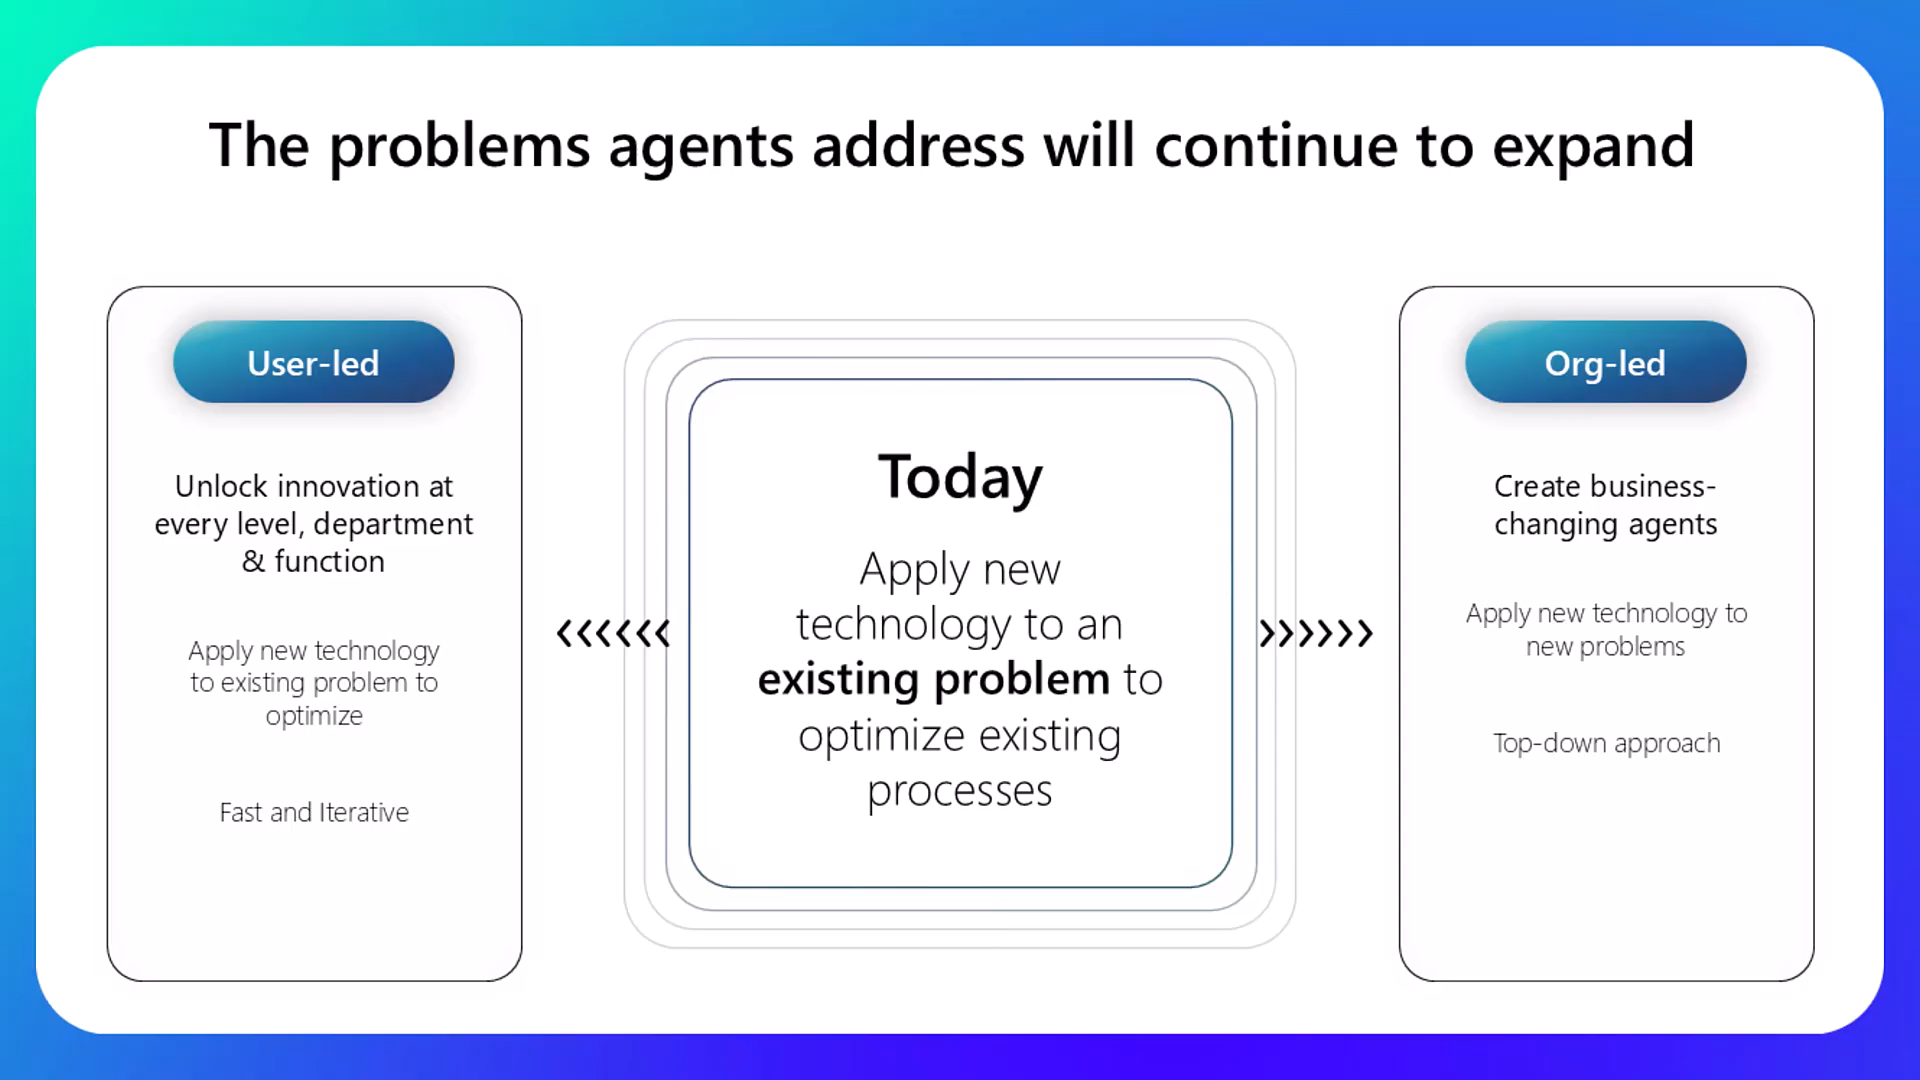 The problems agents address will continue to expand
User-led
Unlock innovation at
every level, department
& function
Apply new technology
to existing problem to
optimize
Fast and Iterative
Today
Apply new
technology to an
existing problem to
optimize existing
processes
Org-led
Create business-
changing agents
Apply new technology to
new problems
Top-down approach